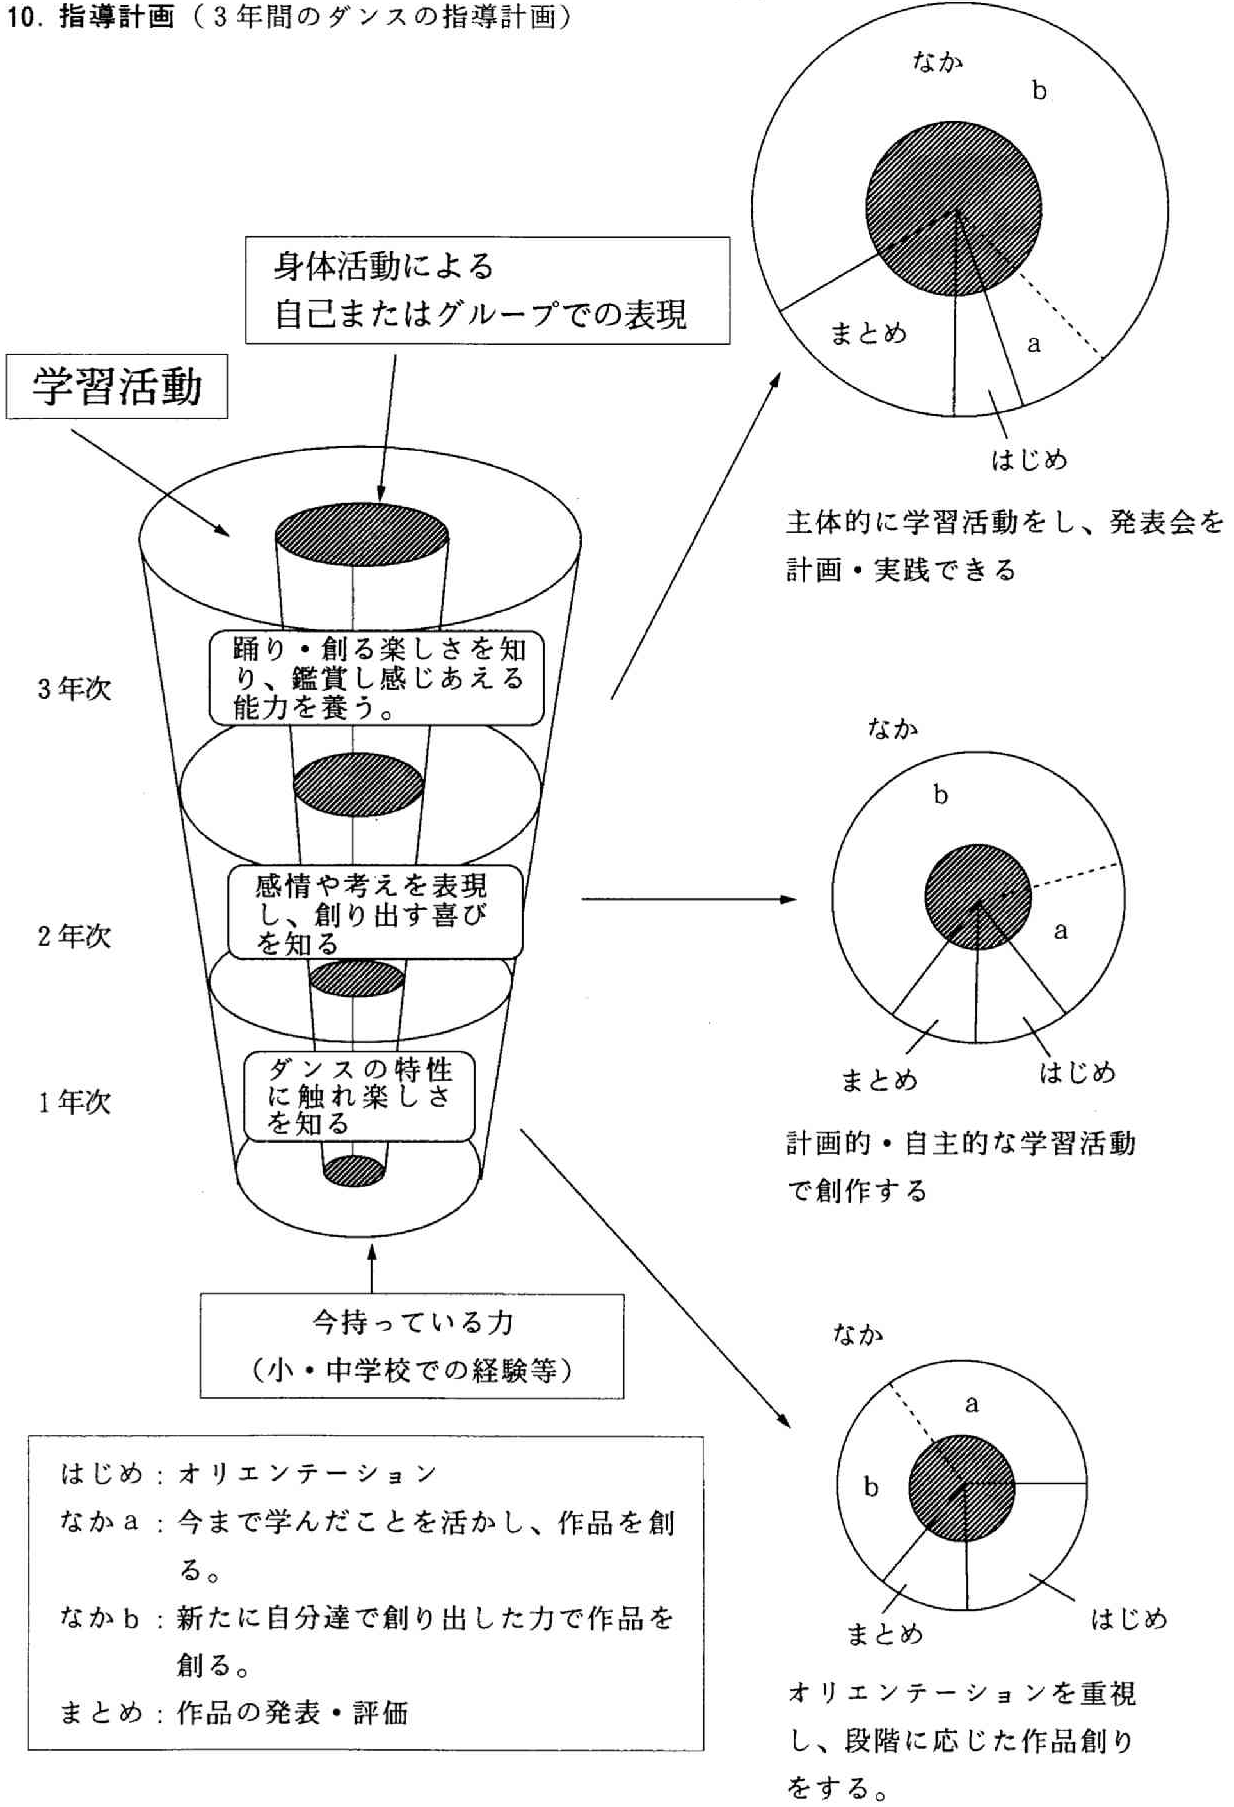 10. 指導計画（3年間のダンスの指導計画）
なか
b
まとめ
a
はじめ
主体的に学習活動をし、発表会を
計画・実践できる
身体活動による
自己またはグループでの表現
学習活動
3年次
踊り・創る楽しさを知
り、鑑賞し感じあえる
能力を養う。
2年次
感情や考えを表現
し、創り出す喜び
を知る
1年次
ダンスの特性
に触れ楽しさ
を知る
今持っている力
（小・中学校での経験等）
なか
b
a
まとめ
はじめ
計画的・自主的な学習活動
で創作する
なか
a
b
まとめ
はじめ
オリエンテーションを重視
し、段階に応じた作品創り
をする。
はじめ：オリエンテーション
なかa：今まで学んだことを活かし、作品を創
る。
なかb：新たに自分達で創り出した力で作品を
創る。
まとめ：作品の発表・評価